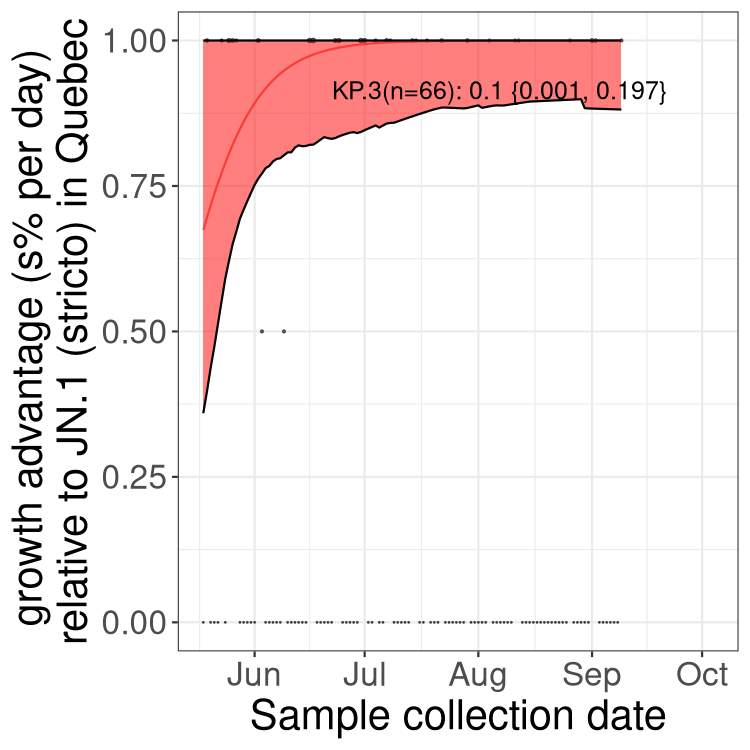 growth advantage (s% per day)
relative to JN.1 (stricto) in Quebec
1.00
0.75
0.50
0.25
0.00
KP.3(n=66): 0.1 {0.001, 0.197}
Jun Jul Aug Sep Oct
Sample collection date